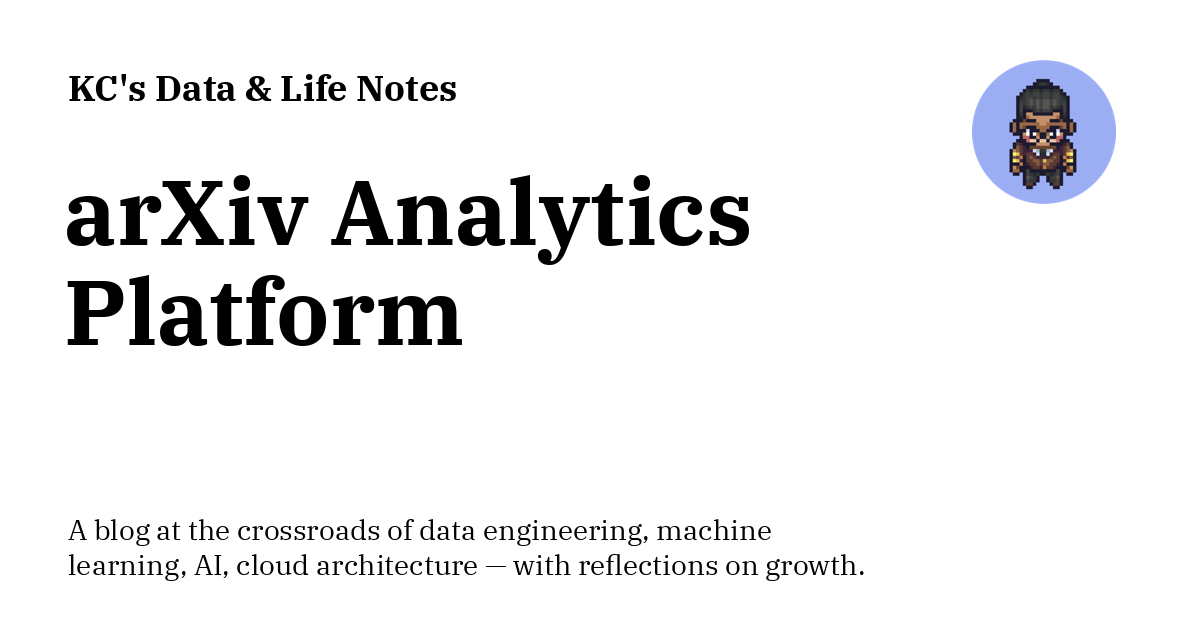 KC's Data & Life Notes
arXiv Analytics
Platform
A blog at the crossroads of data engineering, machine
learning, AI, cloud architecture — with reflections on growth.